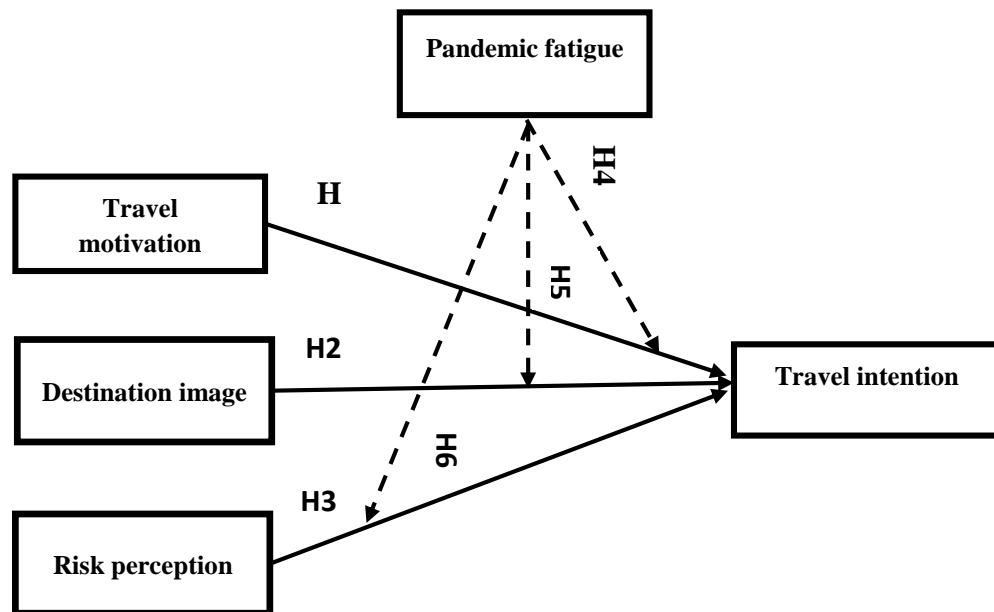 Pandemic fatigue
H4
Travel
motivation
H
H5
H2
Destination image
Travel intention
H6
H3
Risk perception